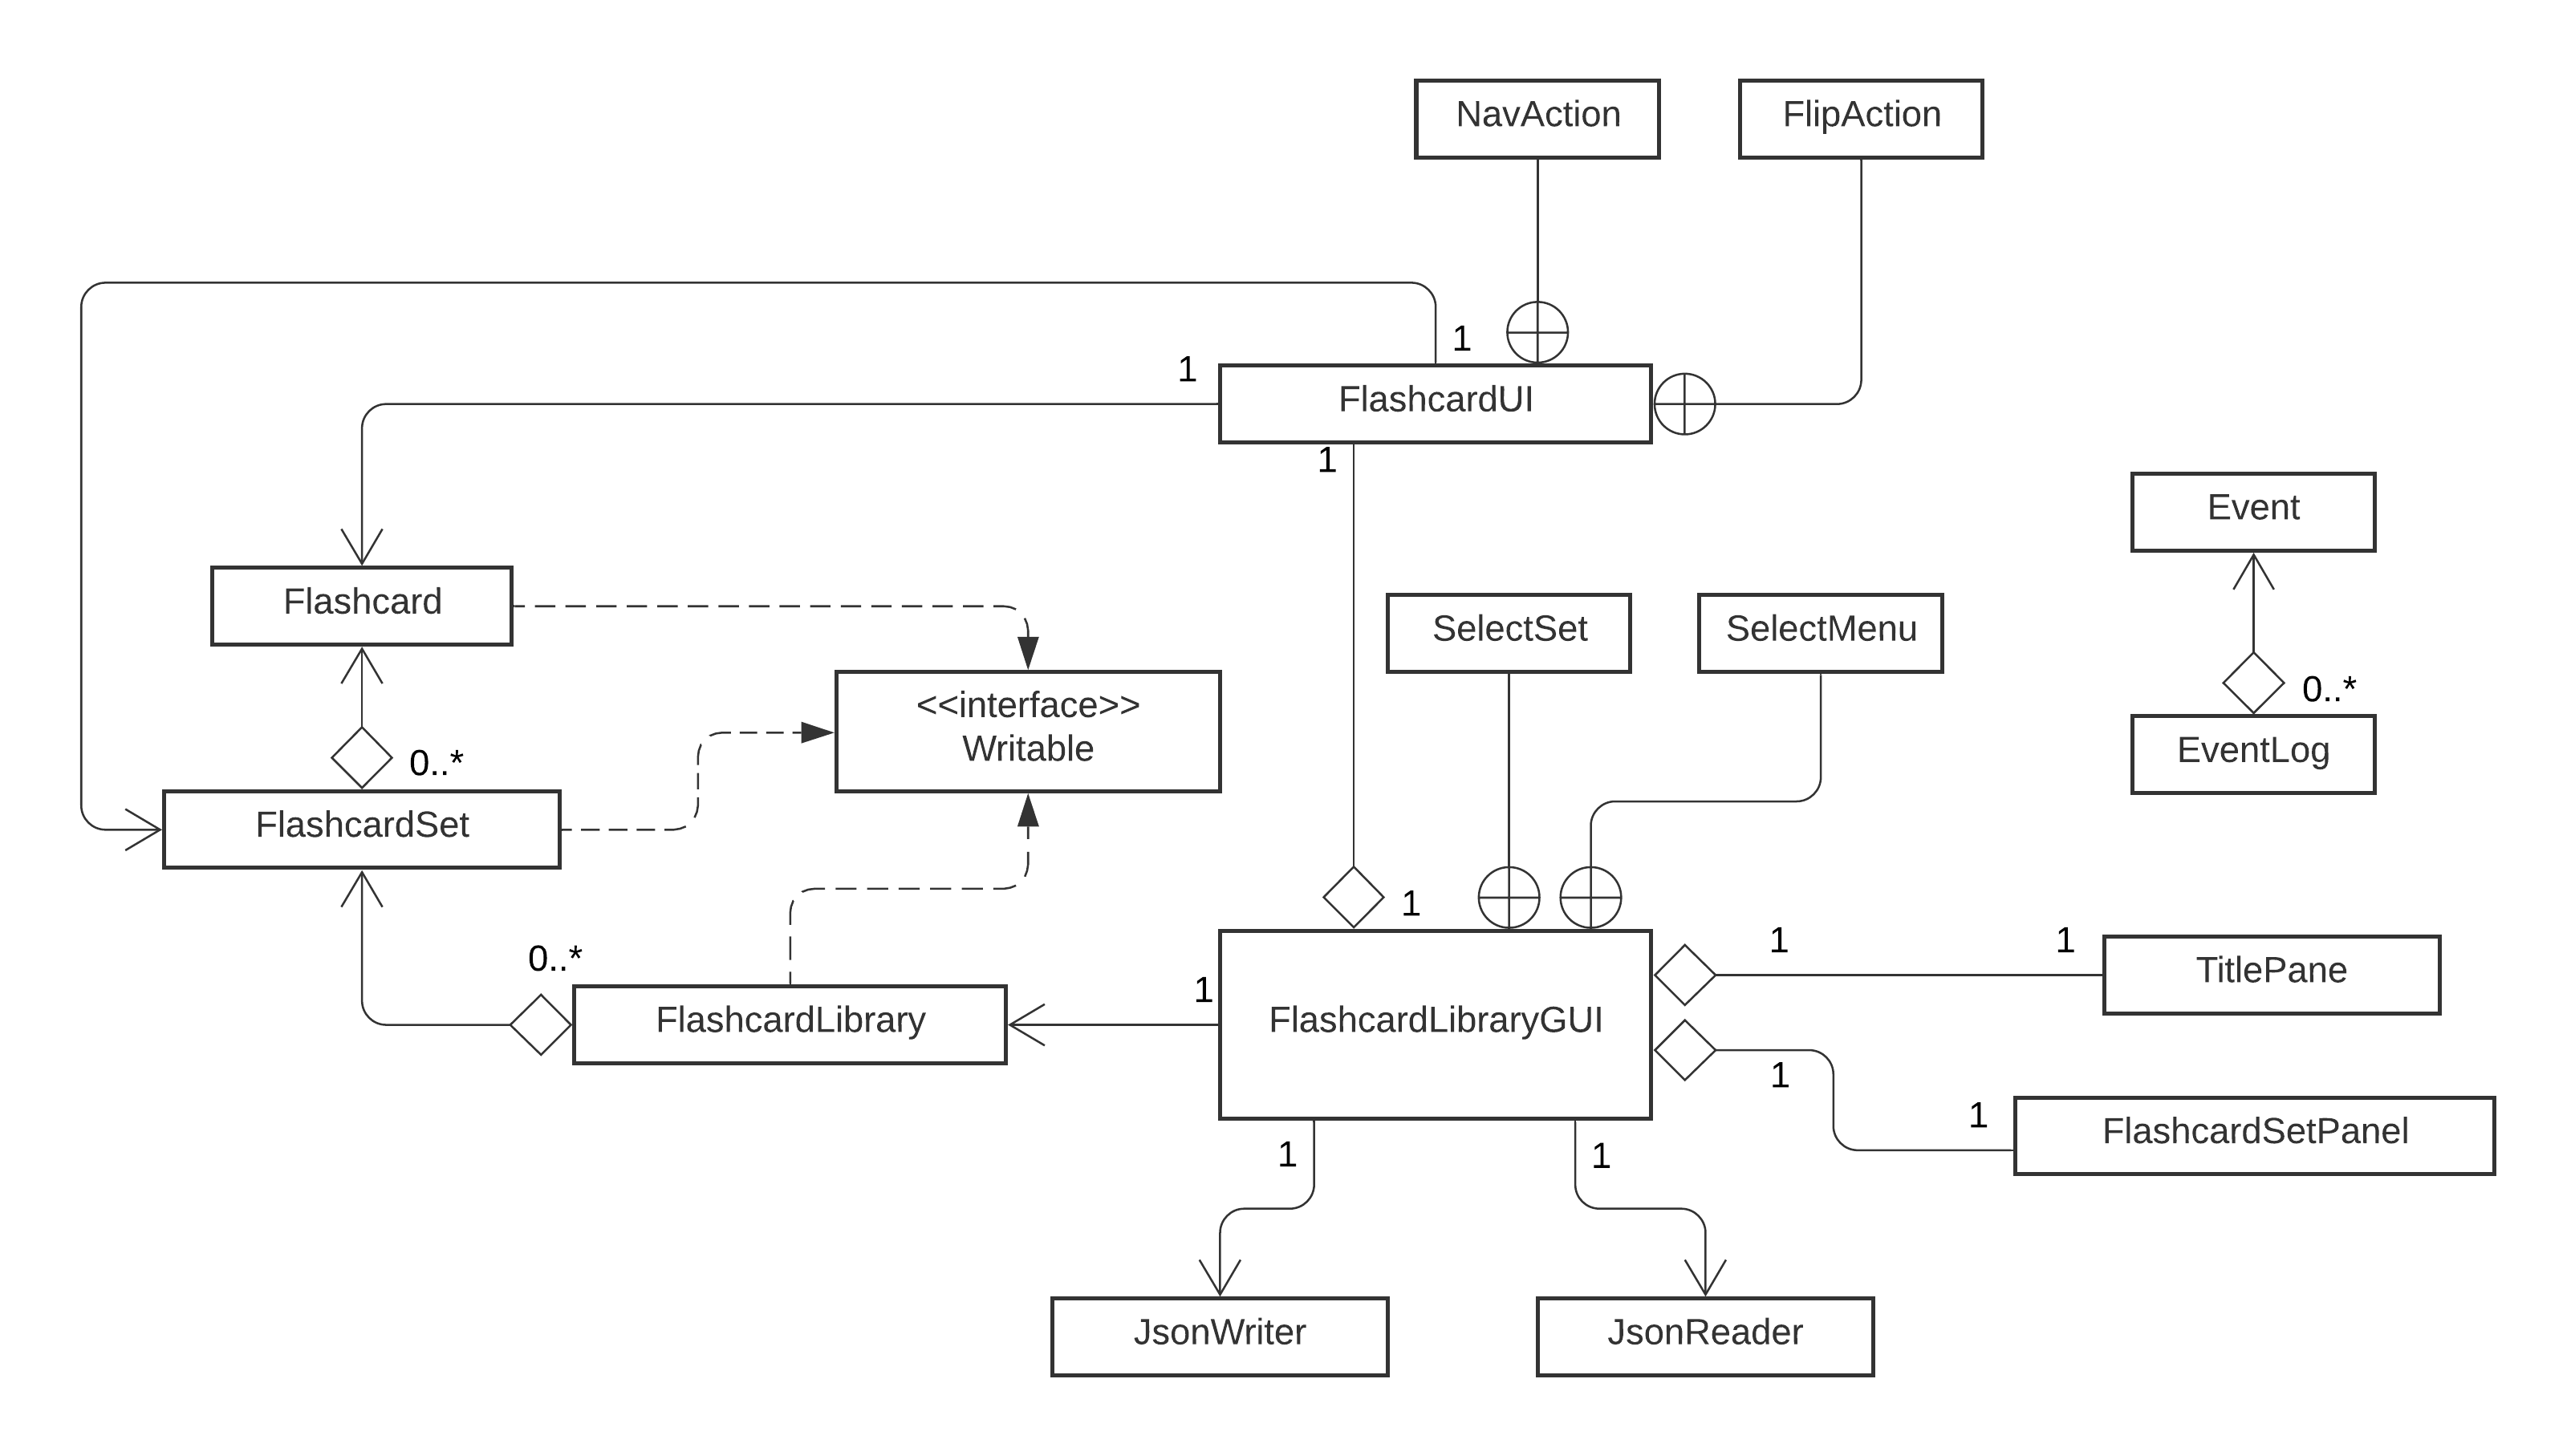 NavAction
FlipAction
1
1
FlashcardUI
1
Event
Flashcard
SelectSet
SelectMenu
<<interface>>
Writable
0..*
EventLog
0..*
FlashcardSet
1
0..*
1
1
TitlePane
1
FlashcardLibrary
FlashcardLibraryGUI
1
1
FlashcardSetPanel
1
1
JsonWriter
JsonReader